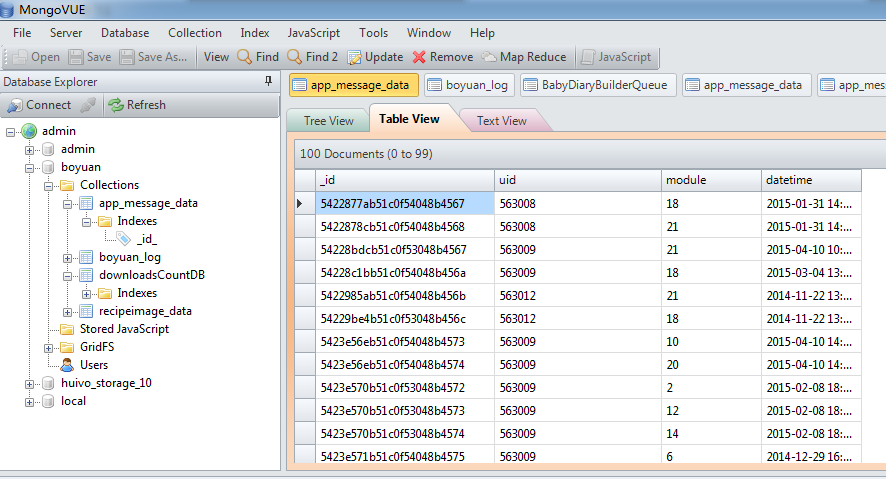 MongoVUE
File Server Database Collection Index JavaScript Tools Window Help
Open Save Save As... View Find Find 2 Update Remove Map Reduce JavaScript
Database Explorer
Connect Refresh
admin
admin
boyuan
Collections
app_message_data
Indexes
_id_
boyuan_log
downloadsCountDB
Indexes
recipeimage_data
Stored JavaScript
GridFS
Users
huivo_storage_10
local
app_message_data boyuan_log BabyDiaryBuilderQueue app_message_data app_mess
Tree View Table View Text View
100 Documents (0 to 99)
_id uid module datetime
5422877ab51c0f54048b4567 563008 18 2015-01-31 14:...
5422878cb51c0f54048b4568 563008 21 2015-01-31 14:...
54228bdcb51c0f53048b4567 563009 21 2015-04-10 10:...
54228c1bb51c0f54048b456a 563009 18 2015-03-04 13:...
5422985ab51c0f54048b456b 563012 21 2014-11-22 13:...
54229be4b51c0f53048b456c 563012 18 2014-11-22 13:...
5423e56eb51c0f54048b4573 563009 10 2015-04-10 14:...
5423e56eb51c0f54048b4574 563009 20 2015-04-10 14:...
5423e570b51c0f53048b4572 563009 2 2015-02-08 18:...
5423e570b51c0f53048b4573 563009 12 2015-02-08 18:...
5423e570b51c0f53048b4574 563009 14 2015-02-08 18:...
5423e571b51c0f54048b4575 563009 6 2014-12-29 16:...